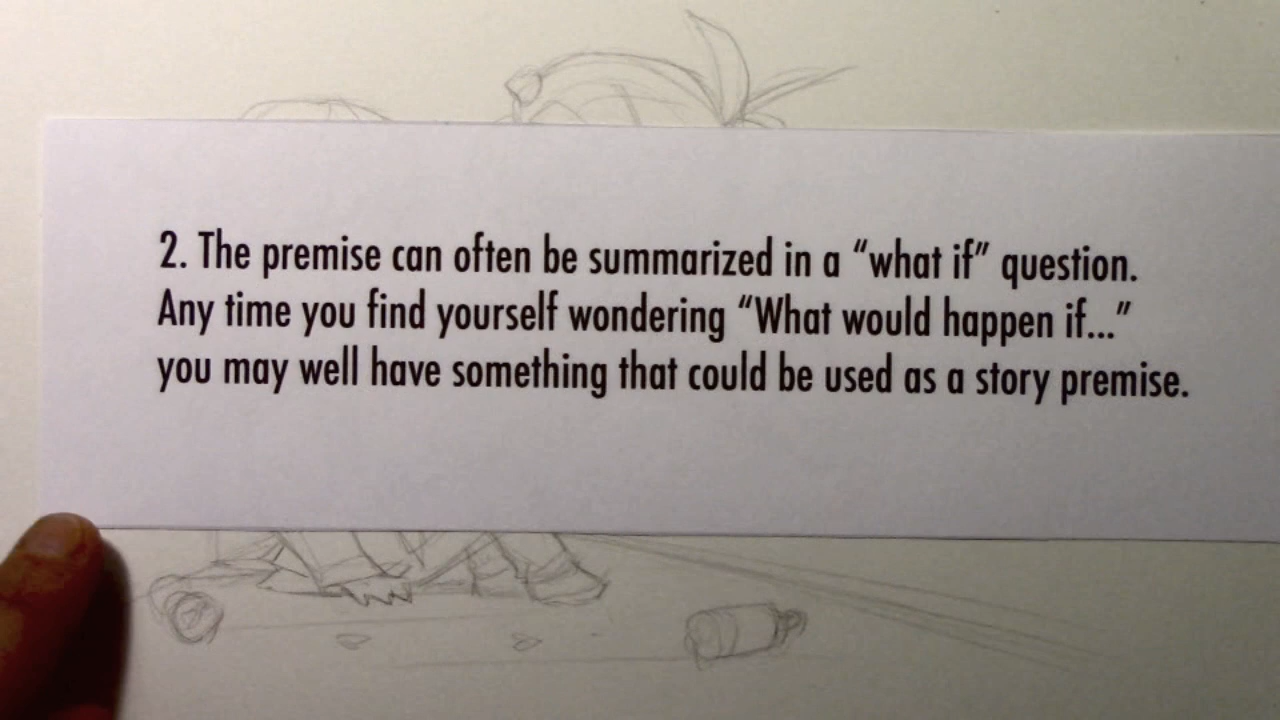 2. The premise can often be summarized in a “what if” question.
Any time you find yourself wondering “What would happen if...”
you may well have something that could be used as a story premise.